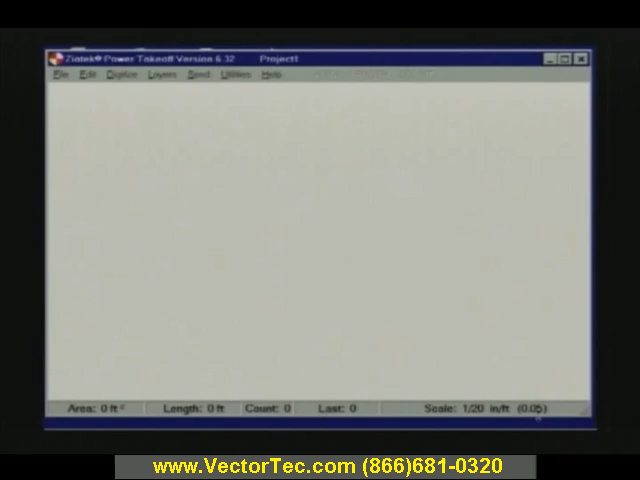 Ziatek® Power Takeoff Version 6.32 Project1
File Edit Digitize Layers Send Utilities Help
Area: 0 ft² Length: 0 ft Count: 0 Last: 0 Scale: 1/20 in/ft (0.05)
www.VectorTec.com (866)681-0320